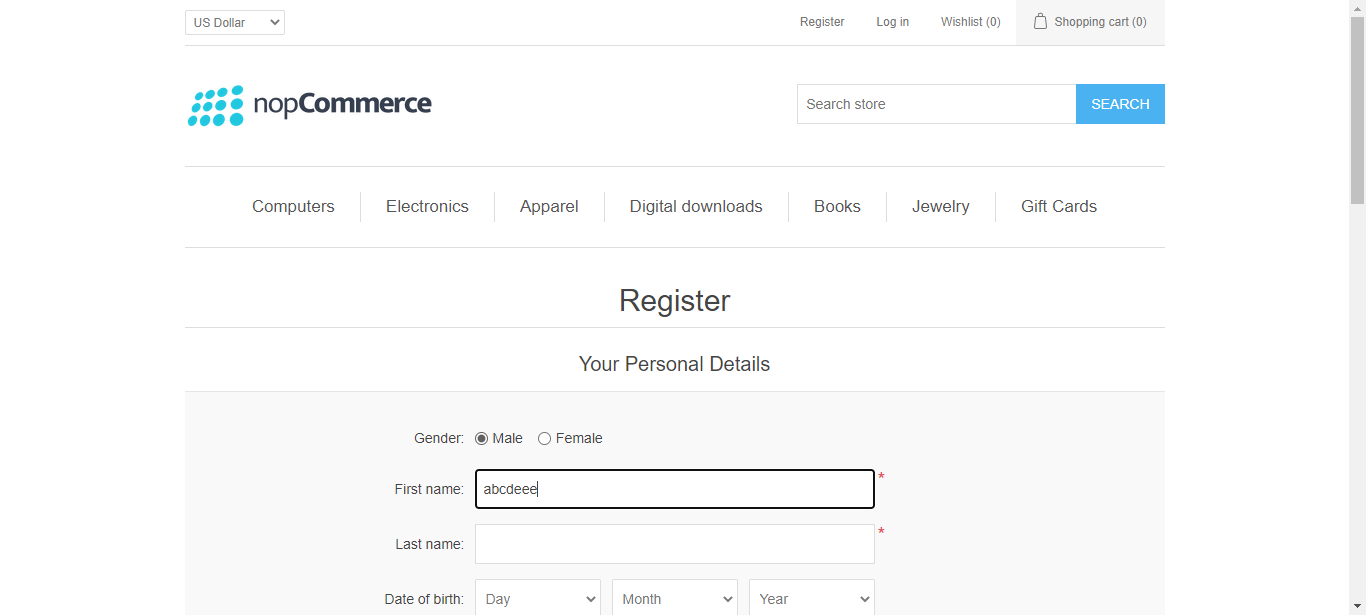 US Dollar Register Log in Wishlist (0) Shopping cart (0)
nopCommerce Search store SEARCH
Computers Electronics Apparel Digital downloads Books Jewelry Gift Cards
Register
Your Personal Details
Gender: Male Female
First name: abcdeee *
Last name: *
Date of birth: Day Month Year